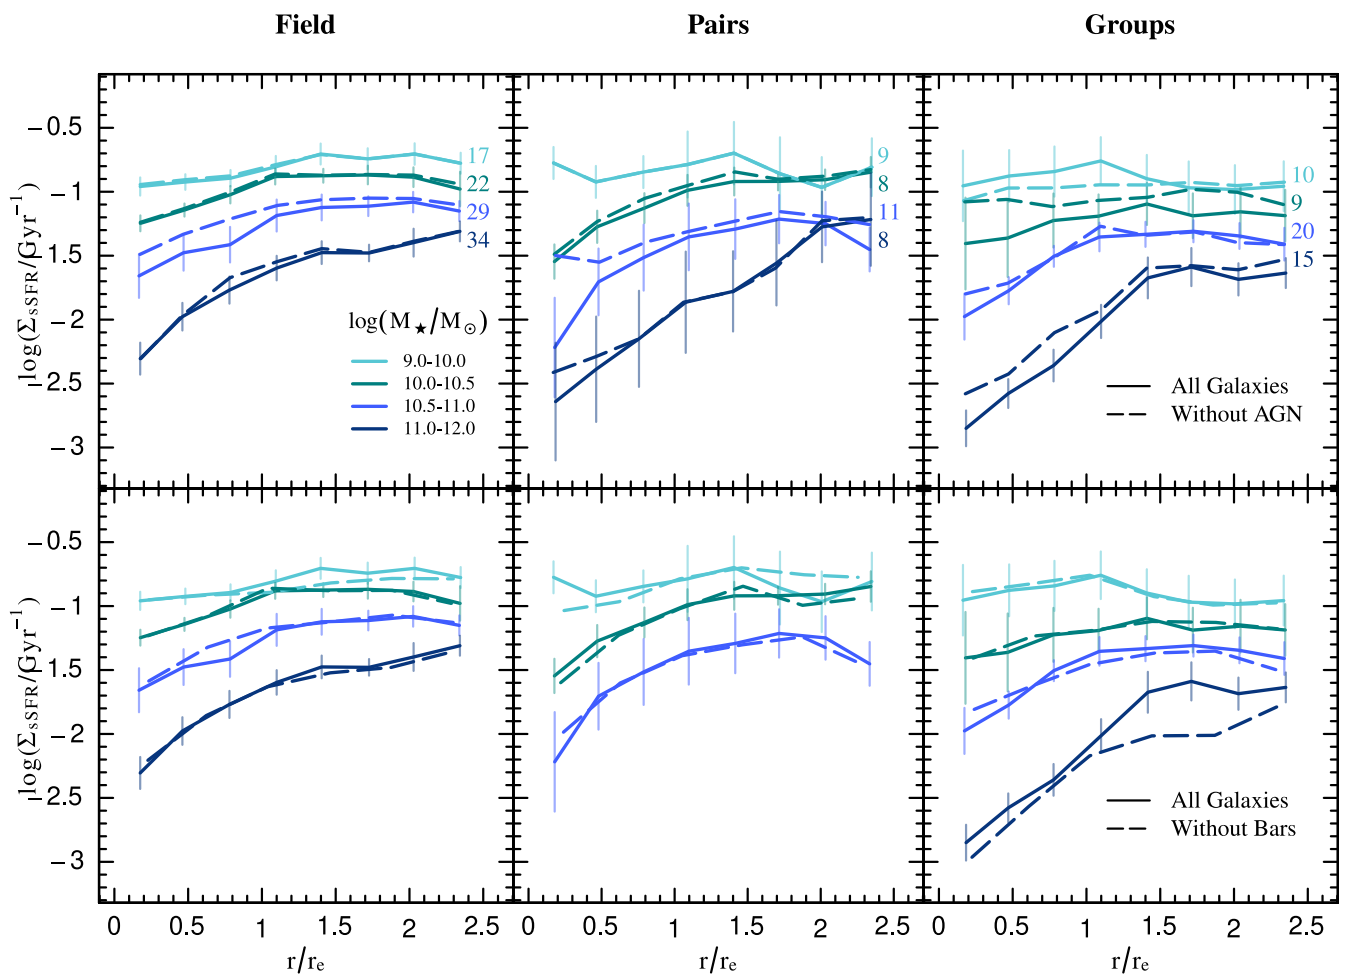 Field Pairs Groups
−0.5
−1
−1.5
−2
−2.5
−3
log(Σ_sSFR/Gyr⁻¹)
17
22
29
34
log(M★/M⊙)
9.0-10.0
10.0-10.5
10.5-11.0
11.0-12.0
9
8
11
8
10
9
20
15
All Galaxies
Without AGN
−0.5
−1
−1.5
−2
−2.5
−3
log(Σ_sSFR/Gyr⁻¹)
All Galaxies
Without Bars
0 0.5 1 1.5 2 2.5 0 0.5 1 1.5 2 2.5 0 0.5 1 1.5 2 2.5
r/rₑ r/rₑ r/rₑ